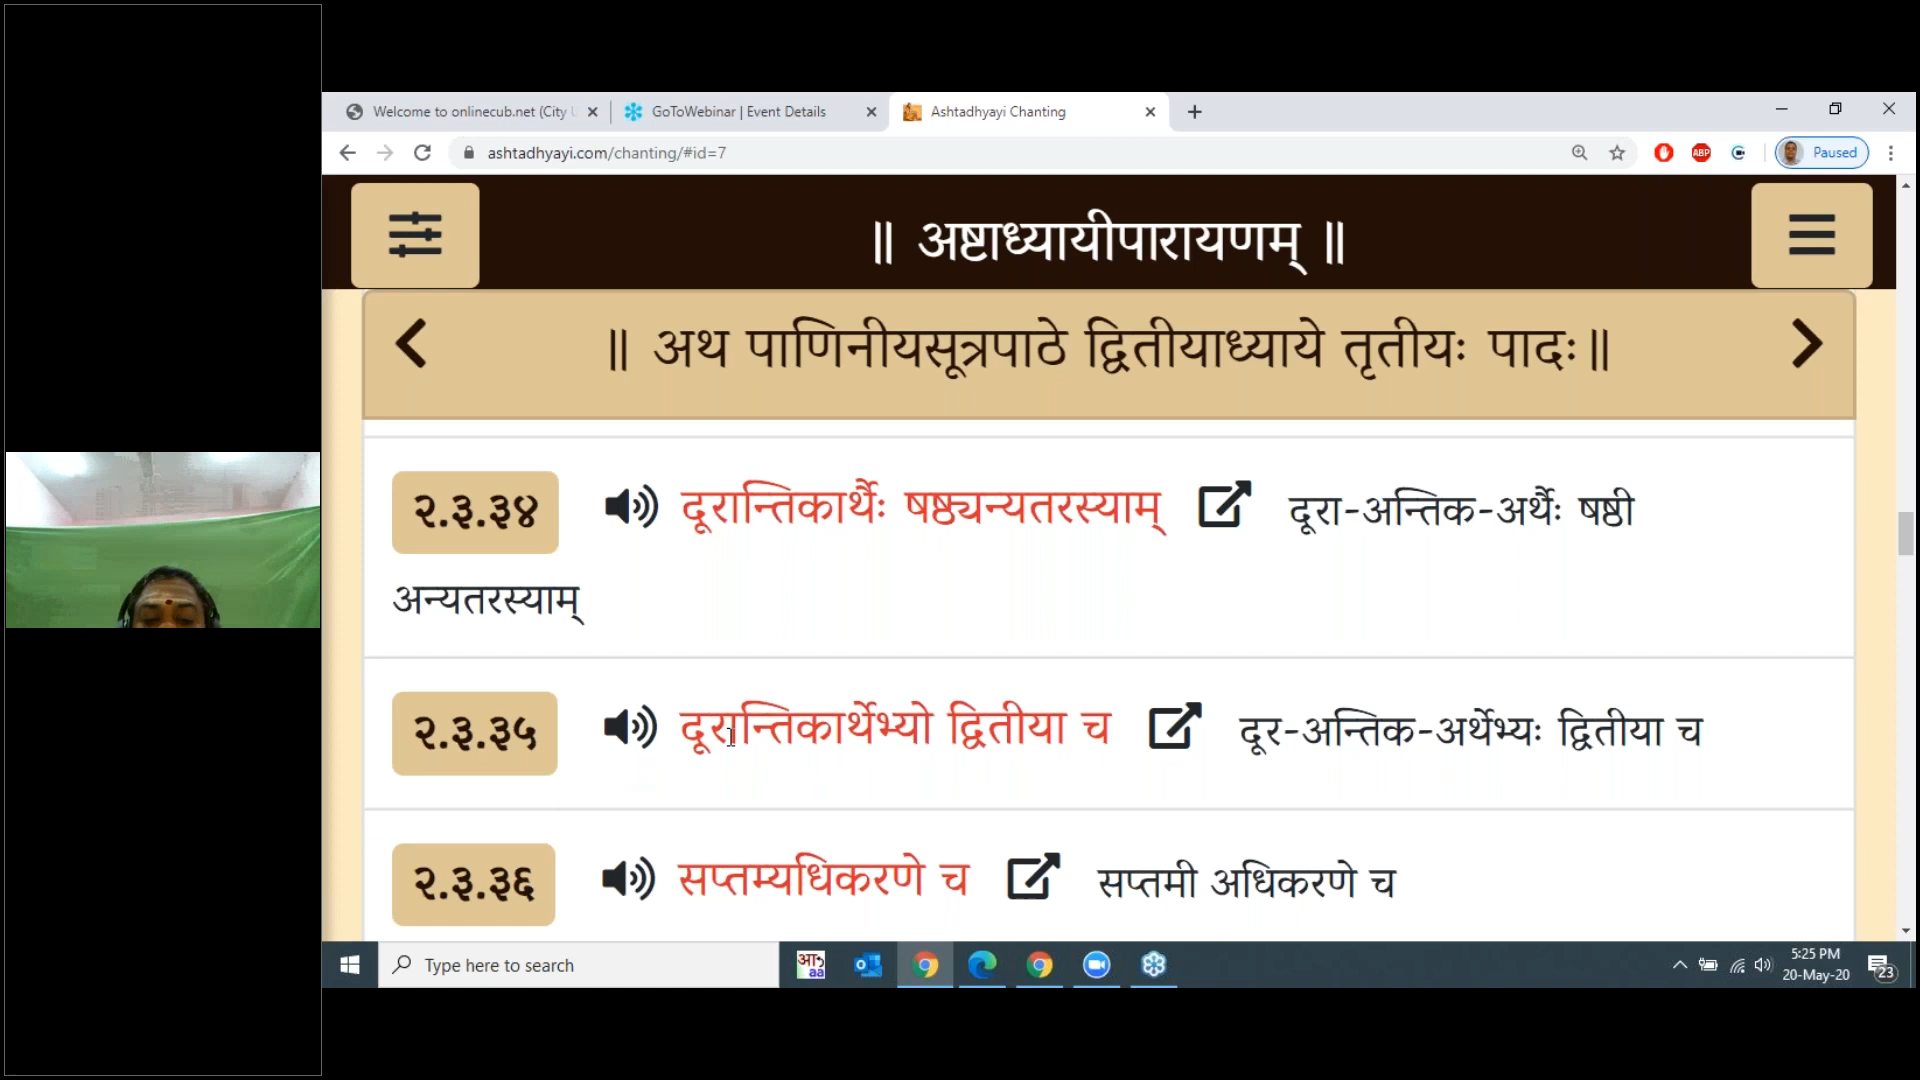 Welcome to onlinecub.net (City
GoToWebinar | Event Details
Ashtadhyayi Chanting
ashtadhyayi.com/chanting/#id=7
ABP
Paused
॥ अष्टाध्यायीपारायणम् ॥
॥ अथ पाणिनीयसूत्रपाठे द्वितीयाध्याये तृतीयः पादः॥
२.३.३४ दूरान्तिकार्थैः षष्ठ्यन्यतरस्याम् दूरा-अन्तिक-अर्थैः षष्ठी
अन्यतरस्याम्
२.३.३५ दूरान्तिकार्थेभ्यो द्वितीया च दूर-अन्तिक-अर्थेभ्यः द्वितीया च
२.३.३६ सप्तम्यधिकरणे च सप्तमी अधिकरणे च
Type here to search
aa
5:25 PM
20-May-20
23